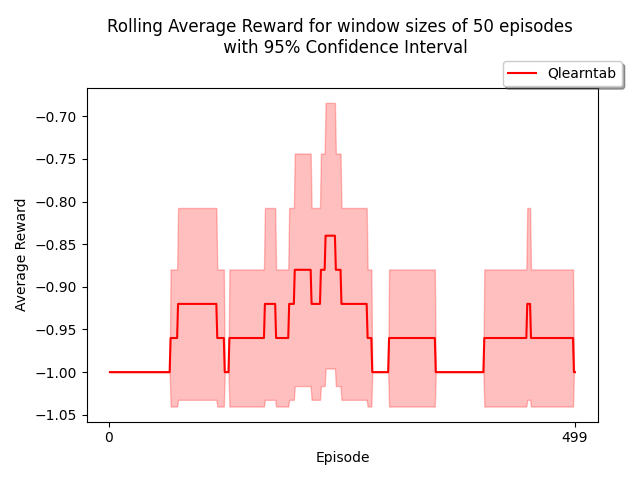 Rolling Average Reward for window sizes of 50 episodes
with 95% Confidence Interval
Qlearntab
−0.70
−0.75
−0.80
−0.85
−0.90
−0.95
−1.00
−1.05
Average Reward
0
499
Episode